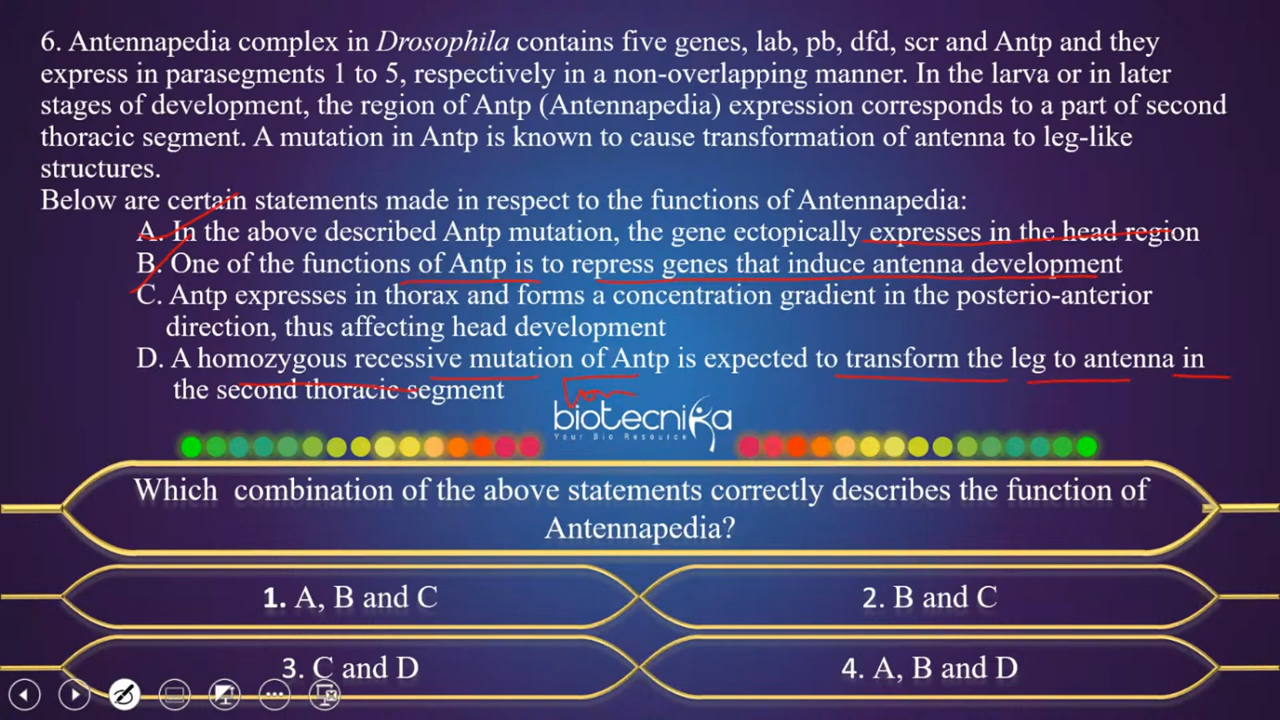 6. Antennapedia complex in Drosophila contains five genes, lab, pb, dfd, scr and Antp and they
express in parasegments 1 to 5, respectively in a non-overlapping manner. In the larva or in later
stages of development, the region of Antp (Antennapedia) expression corresponds to a part of second
thoracic segment. A mutation in Antp is known to cause transformation of antenna to leg-like
structures.
Below are certain statements made in respect to the functions of Antennapedia:
A. In the above described Antp mutation, the gene ectopically expresses in the head region
B. One of the functions of Antp is to repress genes that induce antenna development
C. Antp expresses in thorax and forms a concentration gradient in the posterio-anterior
direction, thus affecting head development
D. A homozygous recessive mutation of Antp is expected to transform the leg to antenna in
the second thoracic segment
biotecnika
Your Bio Resource
Which combination of the above statements correctly describes the function of
Antennapedia?
1. A, B and C
2. B and C
3. C and D
4. A, B and D